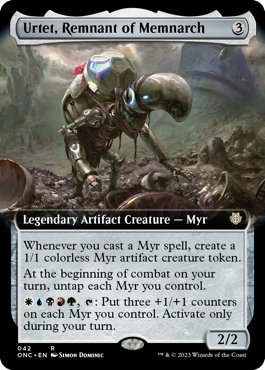 Urtet, Remnant of Memnarch 3
Legendary Artifact Creature — Myr
Whenever you cast a Myr spell, create a
1/1 colorless Myr artifact creature token.
At the beginning of combat on your
turn, untap each Myr you control.
: Put three +1/+1 counters
on each Myr you control. Activate only
during your turn.
2/2
042 R
ONC • EN SIMON DOMINIC ™ & © 2023 Wizards of the Coast